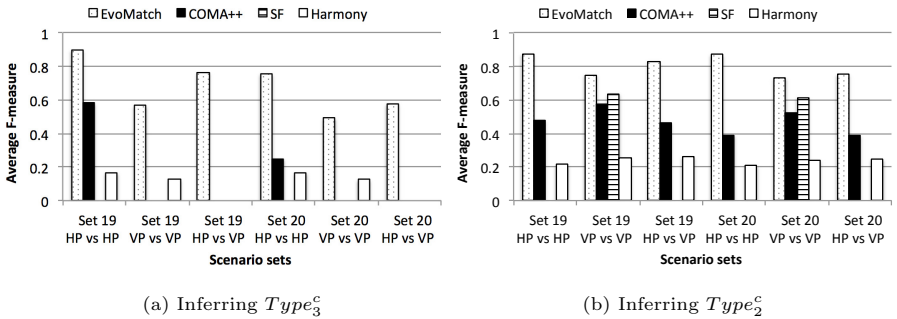 EvoMatch COMA++ SF Harmony
1
0.8
0.6
0.4
0.2
0
Average F-measure
Set 19 Set 19 Set 19 Set 20 Set 20 Set 20
HP vs HP VP vs VP HP vs VP HP vs HP VP vs VP HP vs VP
Scenario sets
(a) Inferring Type₃ᶜ
EvoMatch COMA++ SF Harmony
1
0.8
0.6
0.4
0.2
0
Average F-measure
Set 19 Set 19 Set 19 Set 20 Set 20 Set 20
HP vs HP VP vs VP HP vs VP HP vs HP VP vs VP HP vs VP
Scenario sets
(b) Inferring Type₂ᶜ